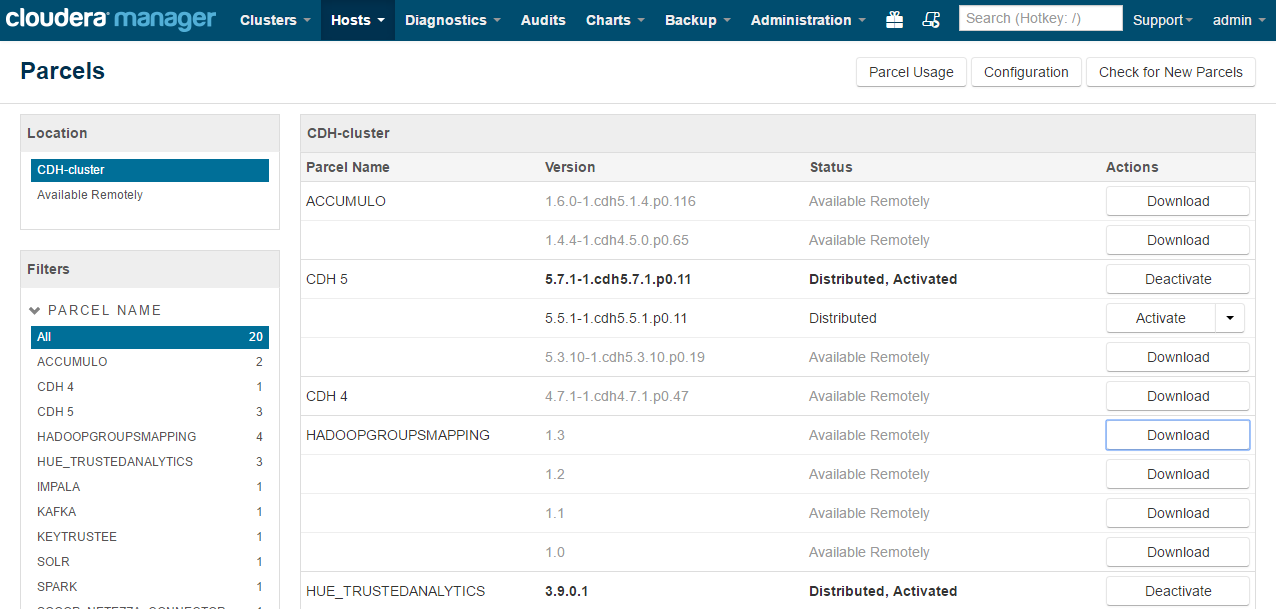 cloudera manager Clusters Hosts Diagnostics Audits Charts Backup Administration Search (Hotkey: /) Support admin
Parcels
Parcel Usage Configuration Check for New Parcels
Location
CDH-cluster
Available Remotely
Filters
PARCEL NAME
All 20
ACCUMULO 2
CDH 4 1
CDH 5 3
HADOOPGROUPSMAPPING 4
HUE_TRUSTEDANALYTICS 3
IMPALA 1
KAFKA 1
KEYTRUSTEE 1
SOLR 1
SPARK 1
CDH-cluster
Parcel Name Version Status Actions
ACCUMULO 1.6.0-1.cdh5.1.4.p0.116 Available Remotely Download
1.4.4-1.cdh4.5.0.p0.65 Available Remotely Download
CDH 5 5.7.1-1.cdh5.7.1.p0.11 Distributed, Activated Deactivate
5.5.1-1.cdh5.5.1.p0.11 Distributed Activate
5.3.10-1.cdh5.3.10.p0.19 Available Remotely Download
CDH 4 4.7.1-1.cdh4.7.1.p0.47 Available Remotely Download
HADOOPGROUPSMAPPING 1.3 Available Remotely Download
1.2 Available Remotely Download
1.1 Available Remotely Download
1.0 Available Remotely Download
HUE_TRUSTEDANALYTICS 3.9.0.1 Distributed, Activated Deactivate